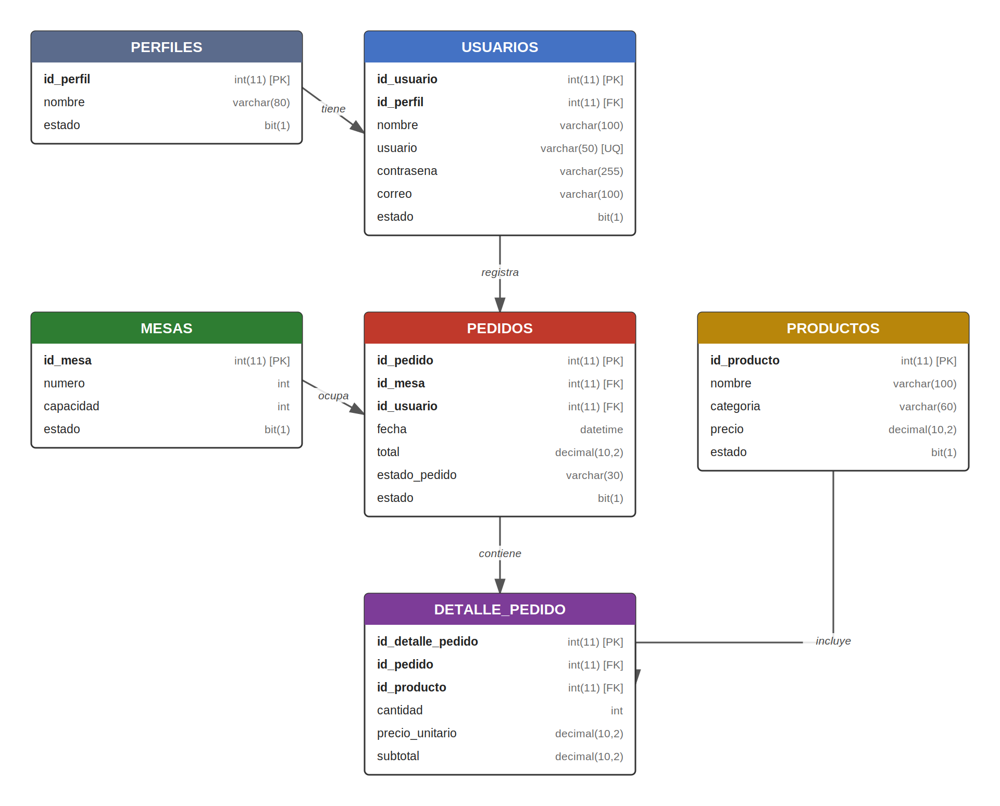 PERFILES
id_perfil int(11) [PK]
nombre varchar(80)
estado bit(1)
tiene
USUARIOS
id_usuario int(11) [PK]
id_perfil int(11) [FK]
nombre varchar(100)
usuario varchar(50) [UQ]
contrasena varchar(255)
correo varchar(100)
estado bit(1)
registra
MESAS
id_mesa int(11) [PK]
numero int
capacidad int
estado bit(1)
ocupa
PEDIDOS
id_pedido int(11) [PK]
id_mesa int(11) [FK]
id_usuario int(11) [FK]
fecha datetime
total decimal(10,2)
estado_pedido varchar(30)
estado bit(1)
PRODUCTOS
id_producto int(11) [PK]
nombre varchar(100)
categoria varchar(60)
precio decimal(10,2)
estado bit(1)
contiene
DETALLE_PEDIDO
id_detalle_pedido int(11) [PK]
id_pedido int(11) [FK]
id_producto int(11) [FK]
cantidad int
precio_unitario decimal(10,2)
subtotal decimal(10,2)
incluye